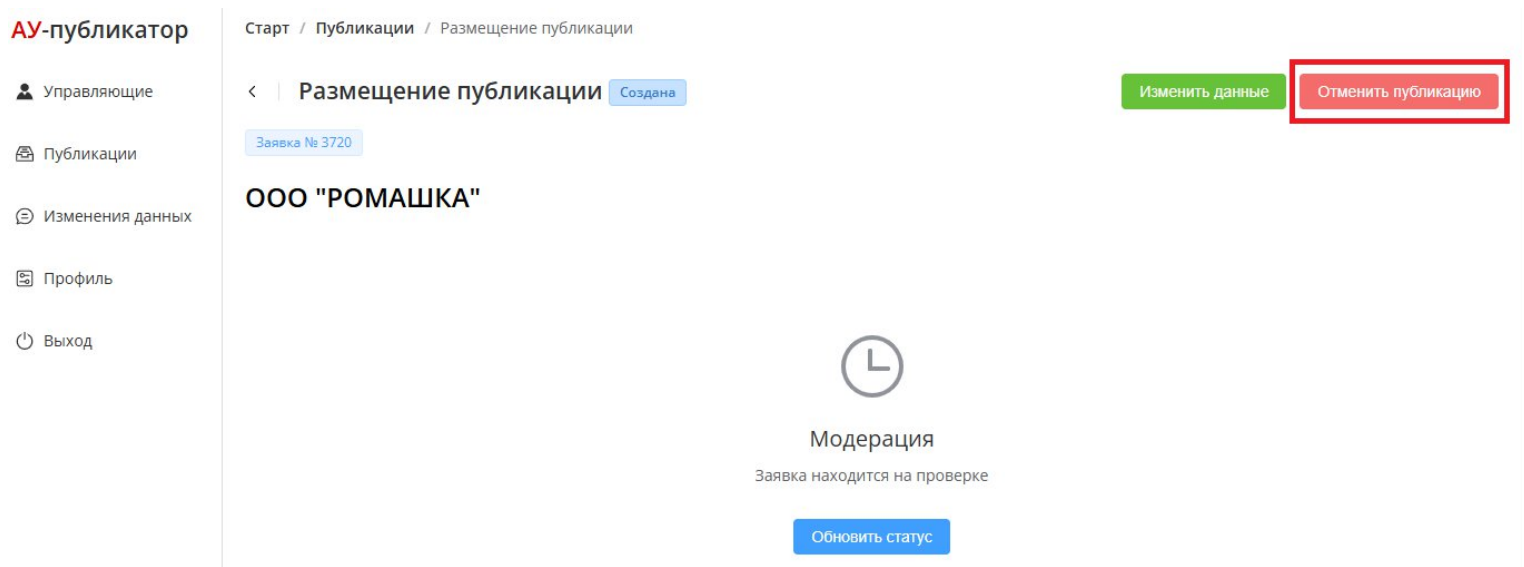 АУ-публикатор
Управляющие
Публикации
Изменения данных
Профиль
Выход
Старт / Публикации / Размещение публикации
Размещение публикации Создана
Изменить данные
Отменить публикацию
Заявка № 3720
ООО "РОМАШКА"
Модерация
Заявка находится на проверке
Обновить статус